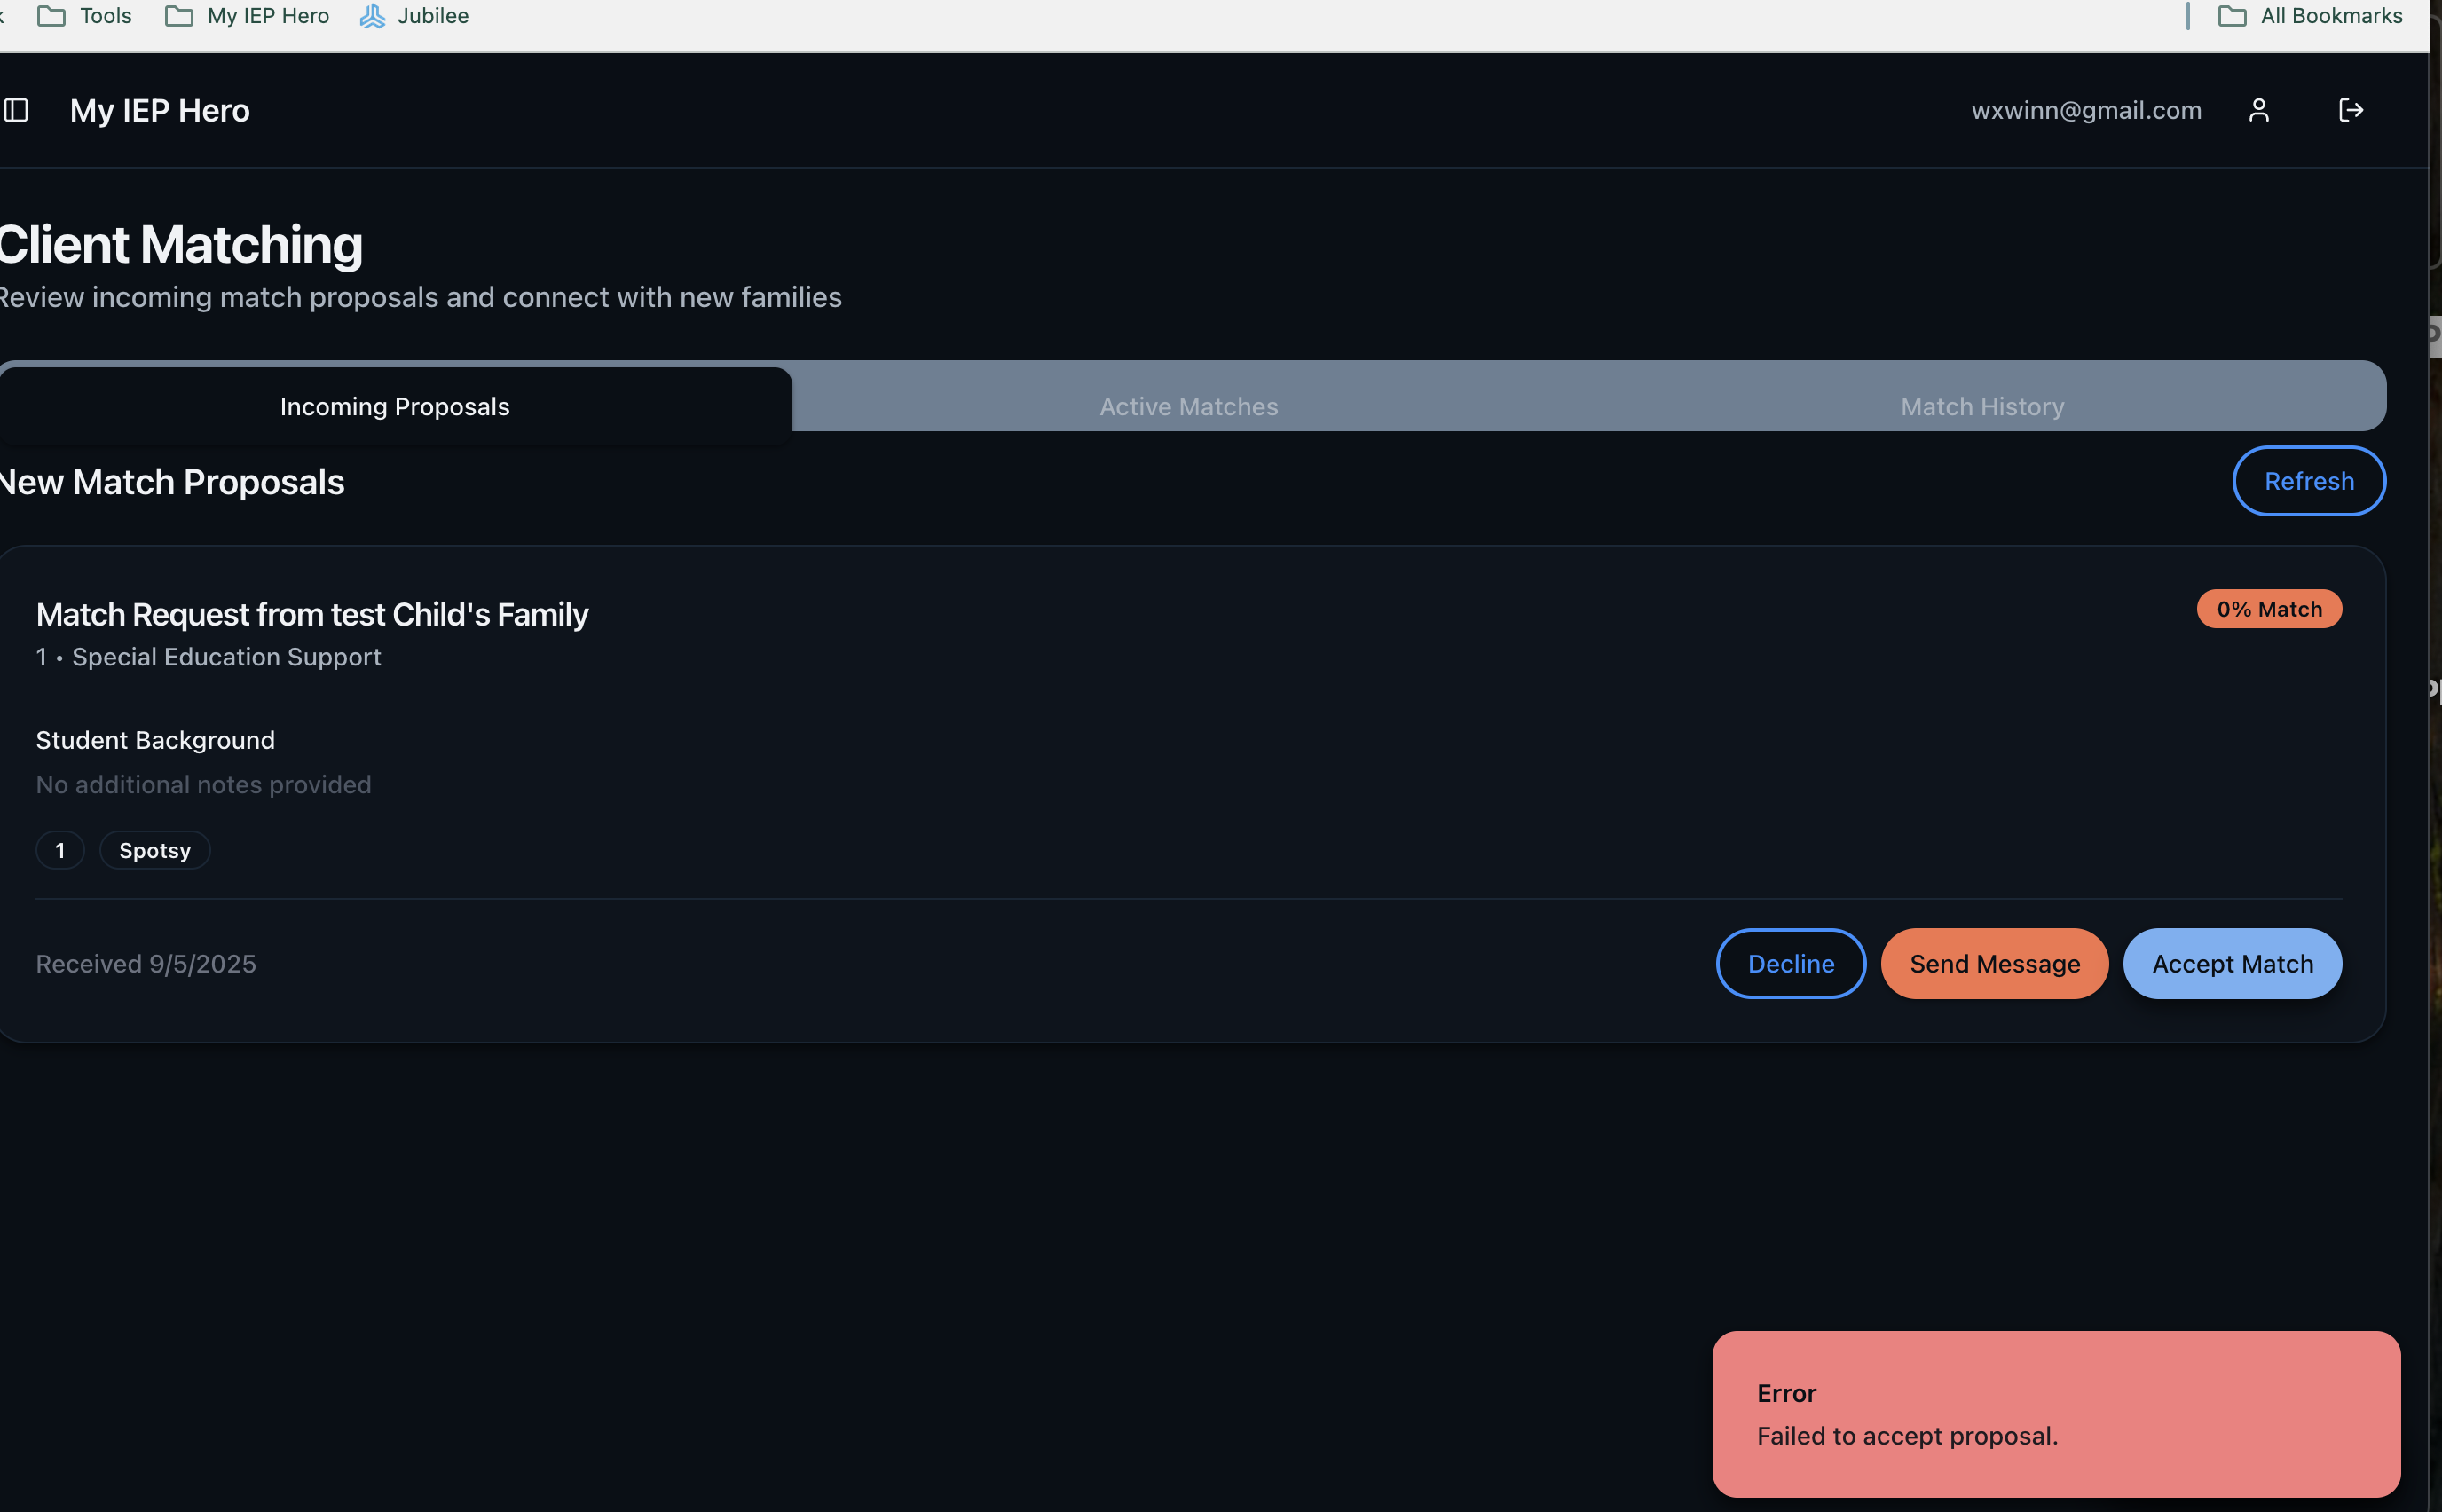 Tools My IEP Hero Jubilee All Bookmarks
My IEP Hero wxwinn@gmail.com
Client Matching
Review incoming match proposals and connect with new families
Incoming Proposals Active Matches Match History
New Match Proposals Refresh
Match Request from test Child's Family 0% Match
1 • Special Education Support
Student Background
No additional notes provided
1 Spotsy
Received 9/5/2025 Decline Send Message Accept Match
Error
Failed to accept proposal.